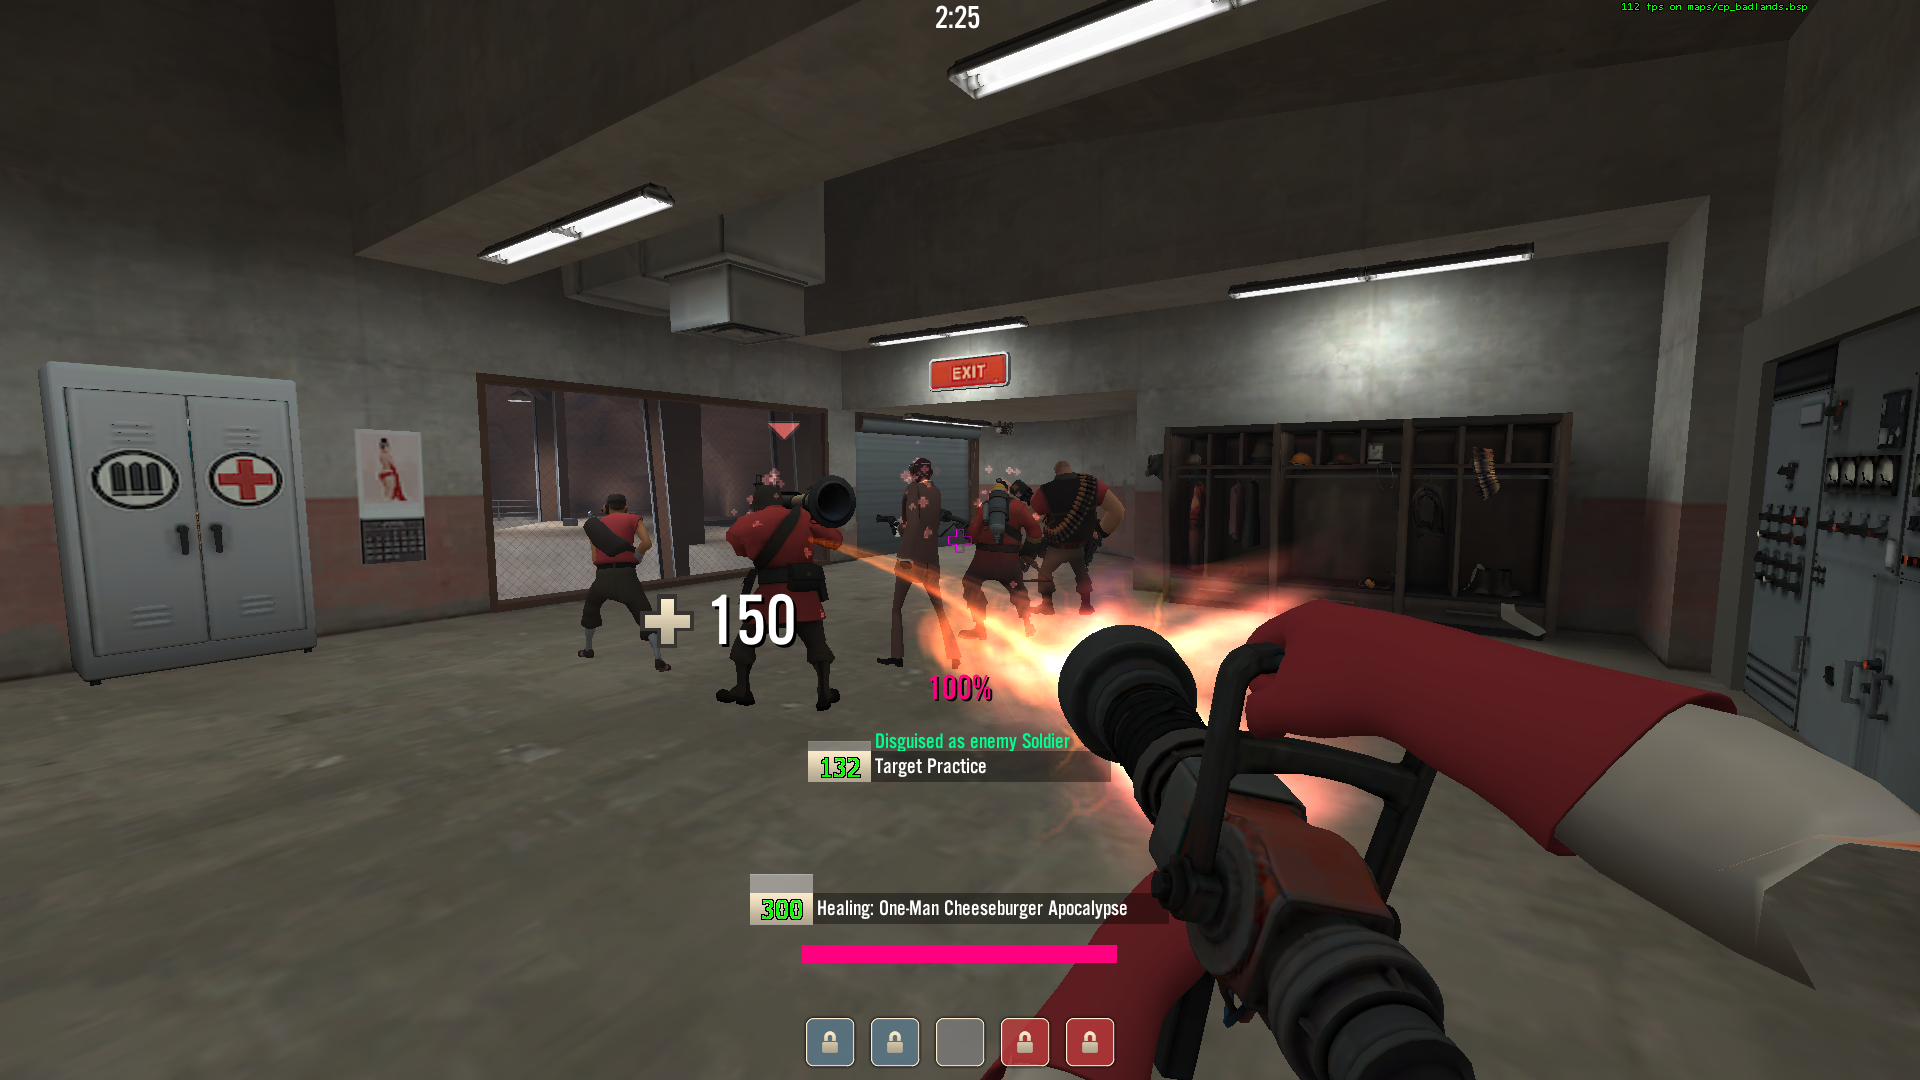 2:25
112 fps on maps/cp_badlands.bsp
EXIT
150
100%
Disguised as enemy Soldier
132 Target Practice
300 Healing: One-Man Cheeseburger Apocalypse